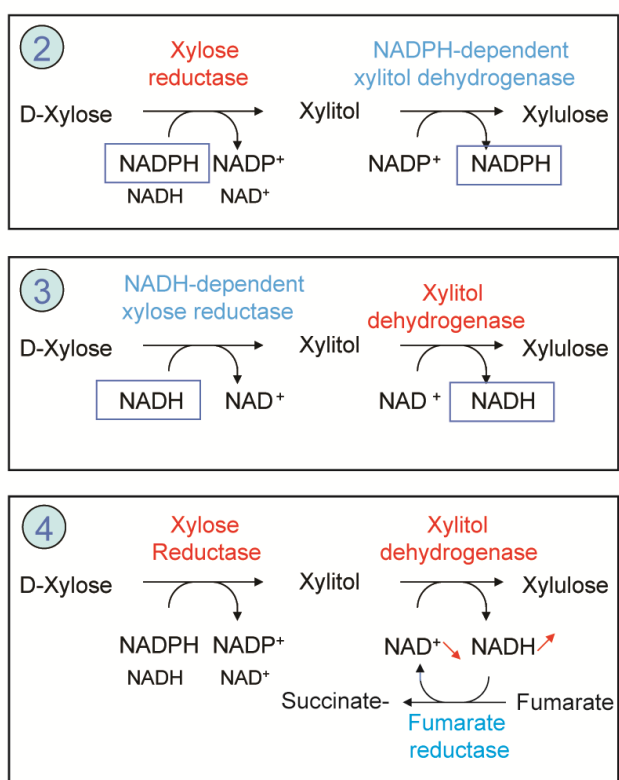 2
Xylose
reductase
NADPH-dependent
xylitol dehydrogenase
D-Xylose
Xylitol
Xylulose
NADPH
NADP+
NADP+
NADPH
NADH
NAD+
3
NADH-dependent
xylose reductase
Xylitol
dehydrogenase
D-Xylose
Xylitol
Xylulose
NADH
NAD+
NAD +
NADH
4
Xylose
Reductase
Xylitol
dehydrogenase
D-Xylose
Xylitol
Xylulose
NADPH
NADP+
NAD+
NADH
NADH
NAD+
Succinate-
Fumarate
Fumarate
reductase